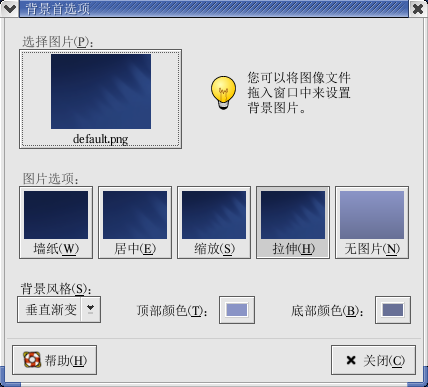 背景首选项
选择图片(P):
default.png
您可以将图像文件
拖入窗口中来设置
背景图片。
图片选项:
墙纸(W) 居中(E) 缩放(S) 拉伸(H) 无图片(N)
背景风格(S):
垂直渐变 顶部颜色(T): 底部颜色(B):
帮助(H) 关闭(C)